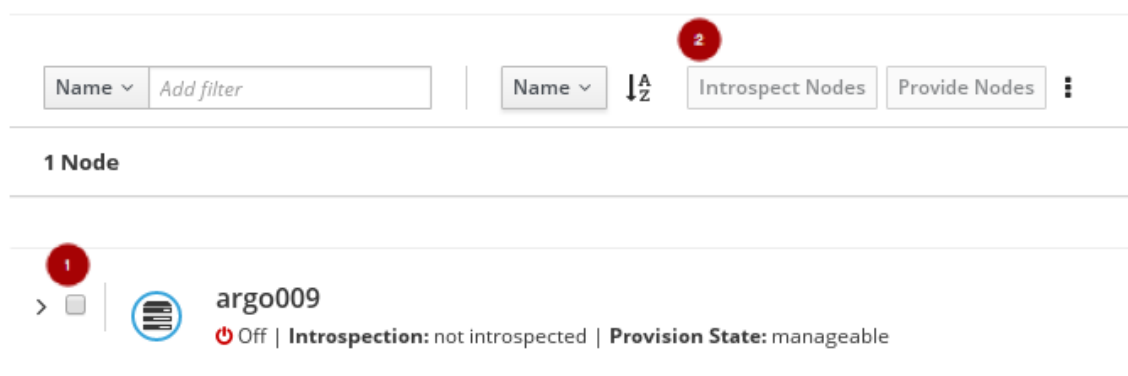 2
Name Add filter Name A Z Introspect Nodes Provide Nodes
1 Node
1
argo009
Off | Introspection: not introspected | Provision State: manageable